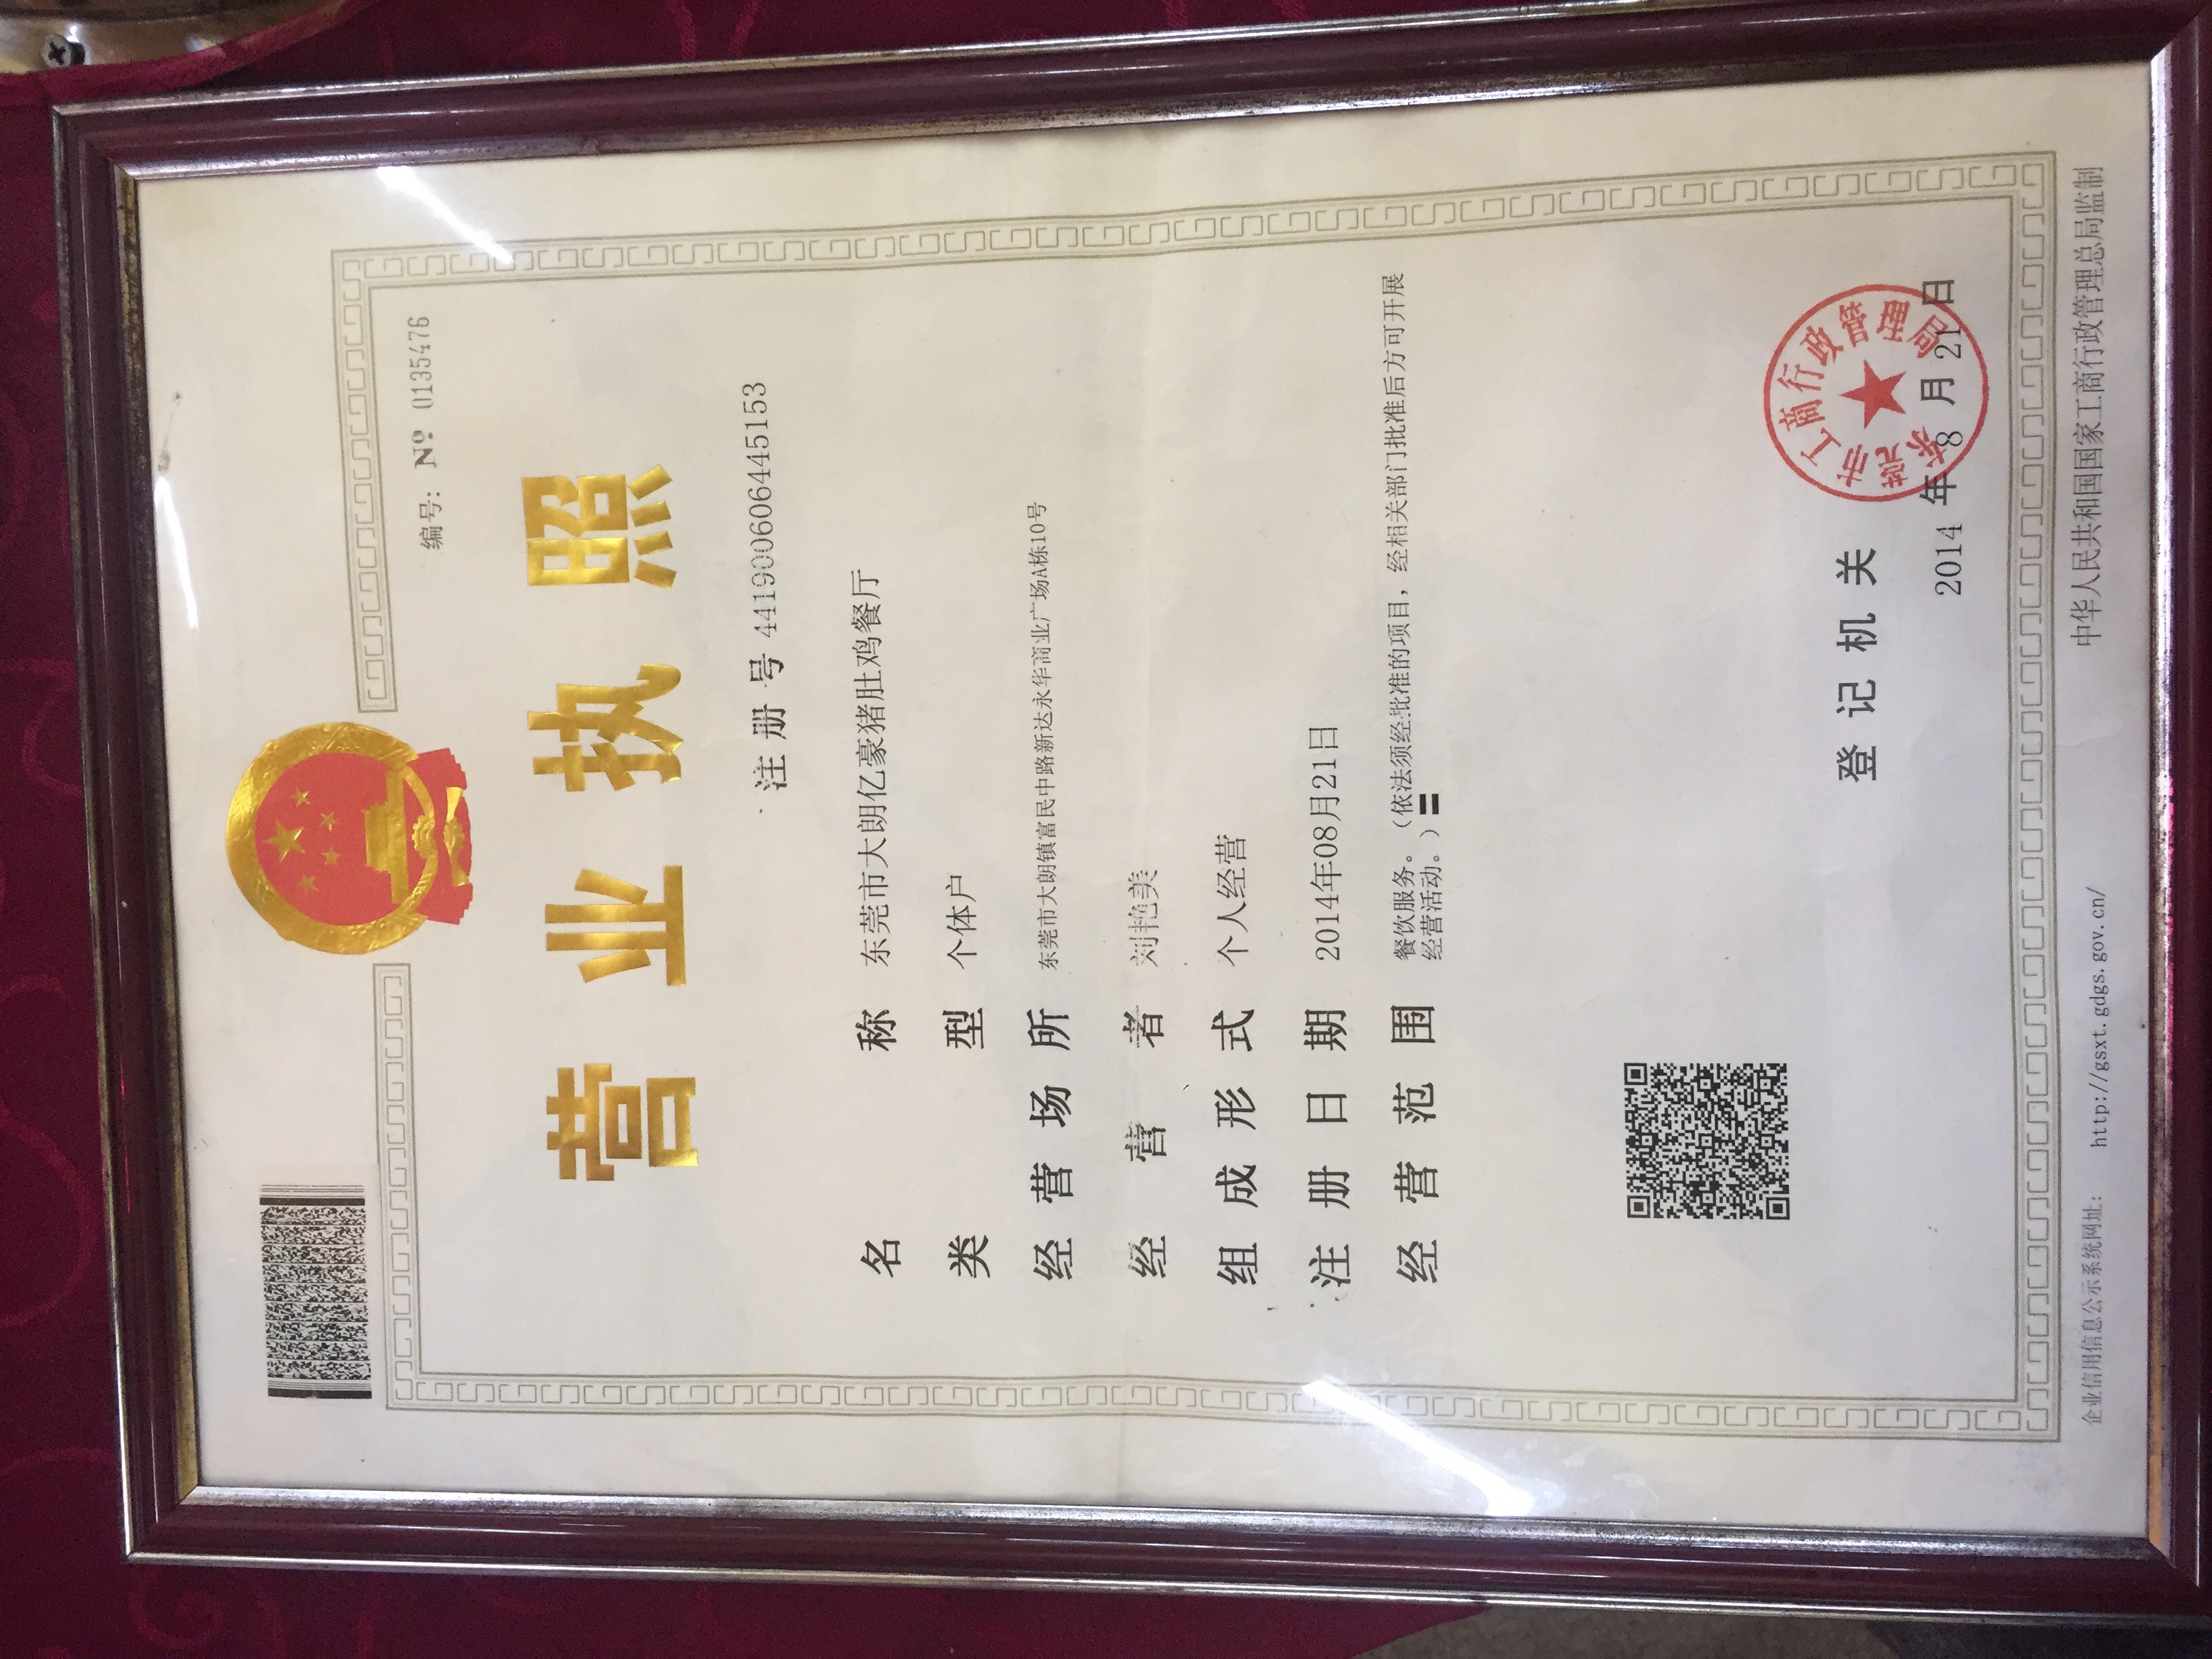 编号: Nº 0135476
营业执照
注册号 441900606445153
名称 东莞市大朗亿豪猪肚鸡餐厅
类型 个体户
经营场所 东莞市大朗镇富民中路新达永华商业广场A栋10号
经营者 刘艳美
组成形式 个人经营
注册日期 2014年08月21日
经营范围 餐饮服务。（依法须经批准的项目，经相关部门批准后方可开展
经营活动。）〓
登记机关
东莞市工商行政管理局
2014 年 8 月 21 日
企业信用信息公示系统网址: http://gsxt.gdgs.gov.cn/
中华人民共和国国家工商行政管理总局监制